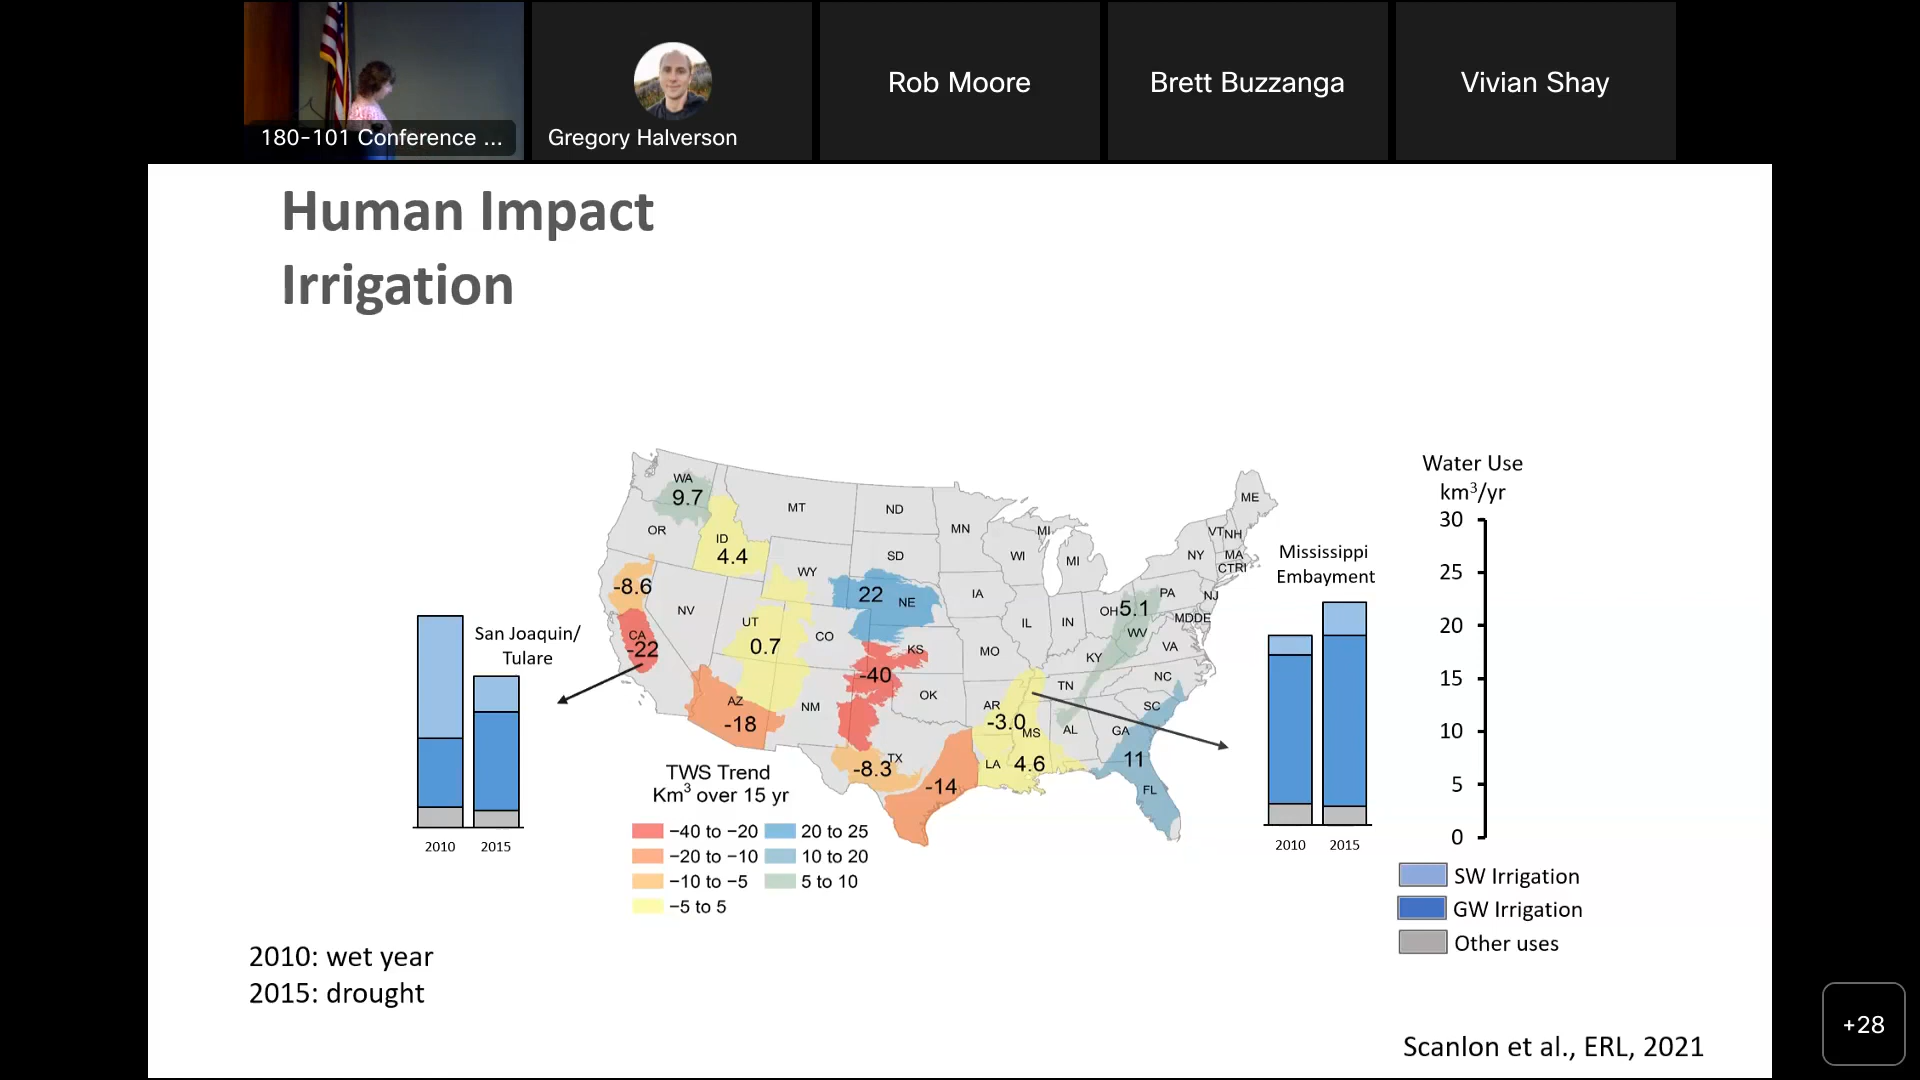 180-101 Conference ...
Gregory Halverson
Rob Moore
Brett Buzzanga
Vivian Shay
Human Impact
Irrigation
WA
9.7
OR
ID
4.4
MT
ND
MN
SD
WI
MI
MI
ME
VT
NH
NY
MA
CT
RI
PA
NJ
MD
DE
-8.6
NV
WY
22
NE
IA
IL
IN
OH
5.1
WV
VA
CA
-22
UT
0.7
CO
KS
-40
MO
KY
NC
AZ
-18
NM
OK
AR
-3.0
TN
SC
MS
AL
GA
TX
-8.3
-14
LA
4.6
11
FL
San Joaquin/
Tulare
2010
2015
Mississippi
Embayment
2010
2015
Water Use
km³/yr
30
25
20
15
10
5
0
TWS Trend
Km³ over 15 yr
−40 to −20
20 to 25
−20 to −10
10 to 20
−10 to −5
5 to 10
−5 to 5
SW Irrigation
GW Irrigation
Other uses
2010: wet year
2015: drought
Scanlon et al., ERL, 2021
+28